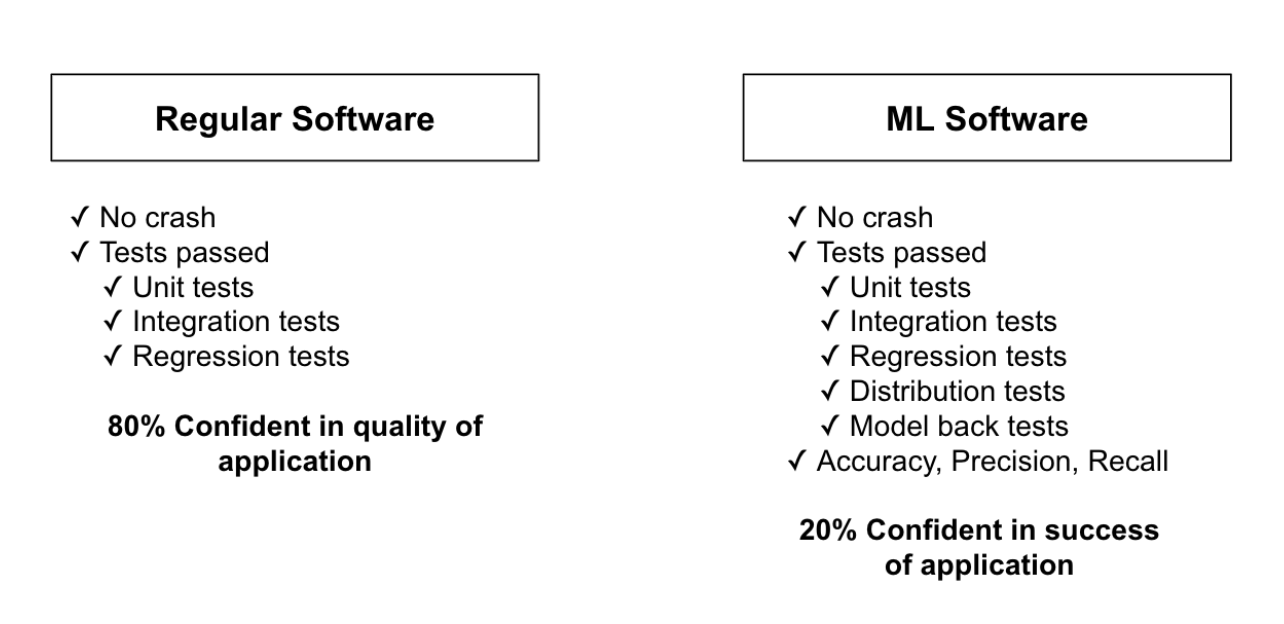 Regular Software
✓ No crash
✓ Tests passed
✓ Unit tests
✓ Integration tests
✓ Regression tests
80% Confident in quality of
application
ML Software
✓ No crash
✓ Tests passed
✓ Unit tests
✓ Integration tests
✓ Regression tests
✓ Distribution tests
✓ Model back tests
✓ Accuracy, Precision, Recall
20% Confident in success
of application